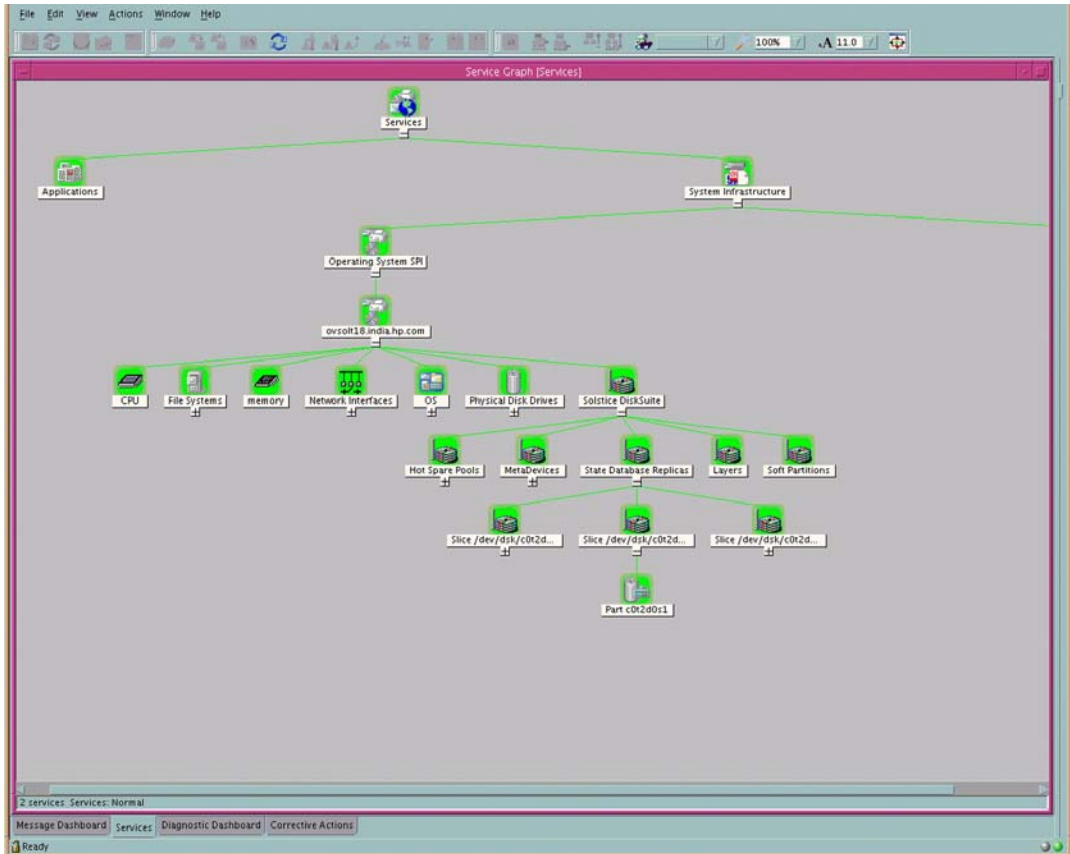 File Edit View Actions Window Help
100% A 11.0
Service Graph [Services]
Services
Applications
System Infrastructure
Operating System SPI
ovsolt18.india.hp.com
CPU File Systems memory Network Interfaces OS Physical Disk Drives Solstice DiskSuite
Hot Spare Pools MetaDevices State Database Replicas Layers Soft Partitions
Slice /dev/dsk/c0t2d... Slice /dev/dsk/c0t2d... Slice /dev/dsk/c0t2d...
Part c0t2d0s1
2 services Services: Normal
Message Dashboard Services Diagnostic Dashboard Corrective Actions
Ready